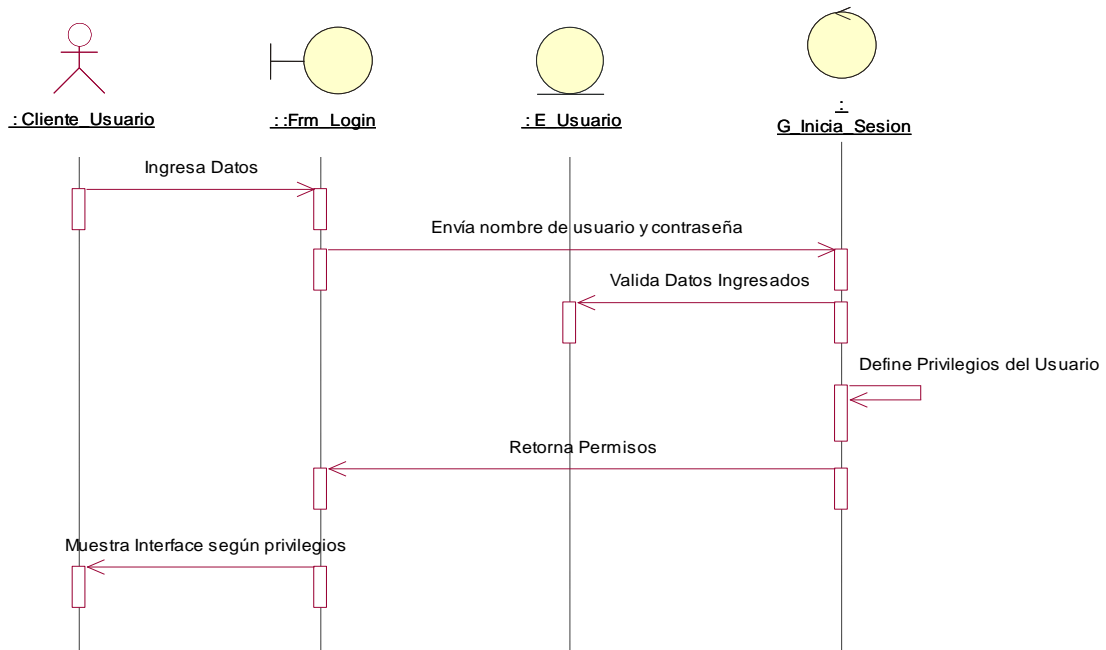 : Cliente_Usuario
: :Frm_Login
: E_Usuario
:
G_Inicia_Sesion
Ingresa Datos
Envía nombre de usuario y contraseña
Valida Datos Ingresados
Define Privilegios del Usuario
Retorna Permisos
Muestra Interface según privilegios